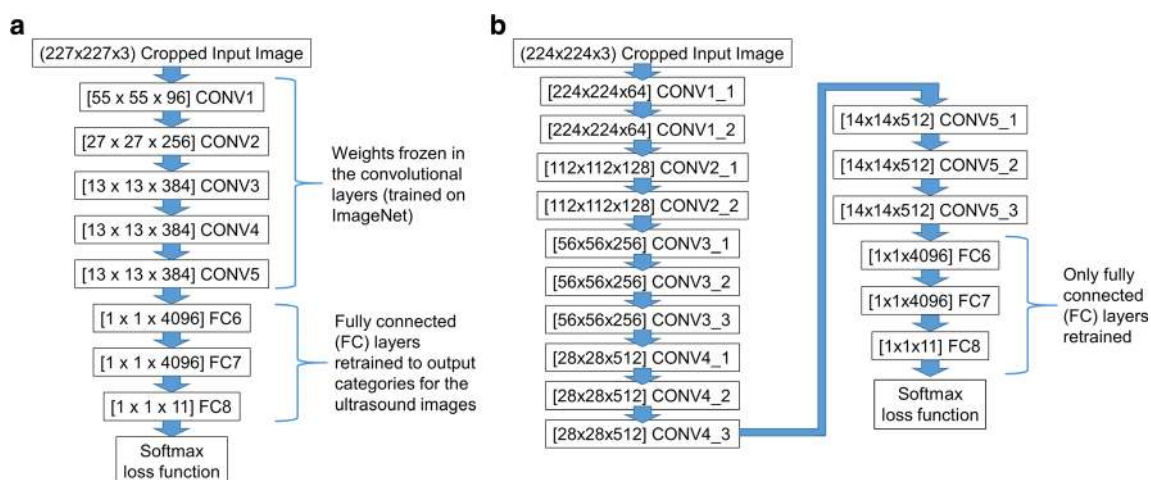 a
(227x227x3) Cropped Input Image
[55 x 55 x 96] CONV1
[27 x 27 x 256] CONV2
[13 x 13 x 384] CONV3
[13 x 13 x 384] CONV4
[13 x 13 x 384] CONV5
[1 x 1 x 4096] FC6
[1 x 1 x 4096] FC7
[1 x 1 x 11] FC8
Softmax
loss function
Weights frozen in
the convolutional
layers (trained on
ImageNet)
Fully connected
(FC) layers
retrained to output
categories for the
ultrasound images
b
(224x224x3) Cropped Input Image
[224x224x64] CONV1_1
[224x224x64] CONV1_2
[112x112x128] CONV2_1
[112x112x128] CONV2_2
[56x56x256] CONV3_1
[56x56x256] CONV3_2
[56x56x256] CONV3_3
[28x28x512] CONV4_1
[28x28x512] CONV4_2
[28x28x512] CONV4_3
[14x14x512] CONV5_1
[14x14x512] CONV5_2
[14x14x512] CONV5_3
[1x1x4096] FC6
[1x1x4096] FC7
[1x1x11] FC8
Softmax
loss function
Only fully
connected
(FC) layers
retrained